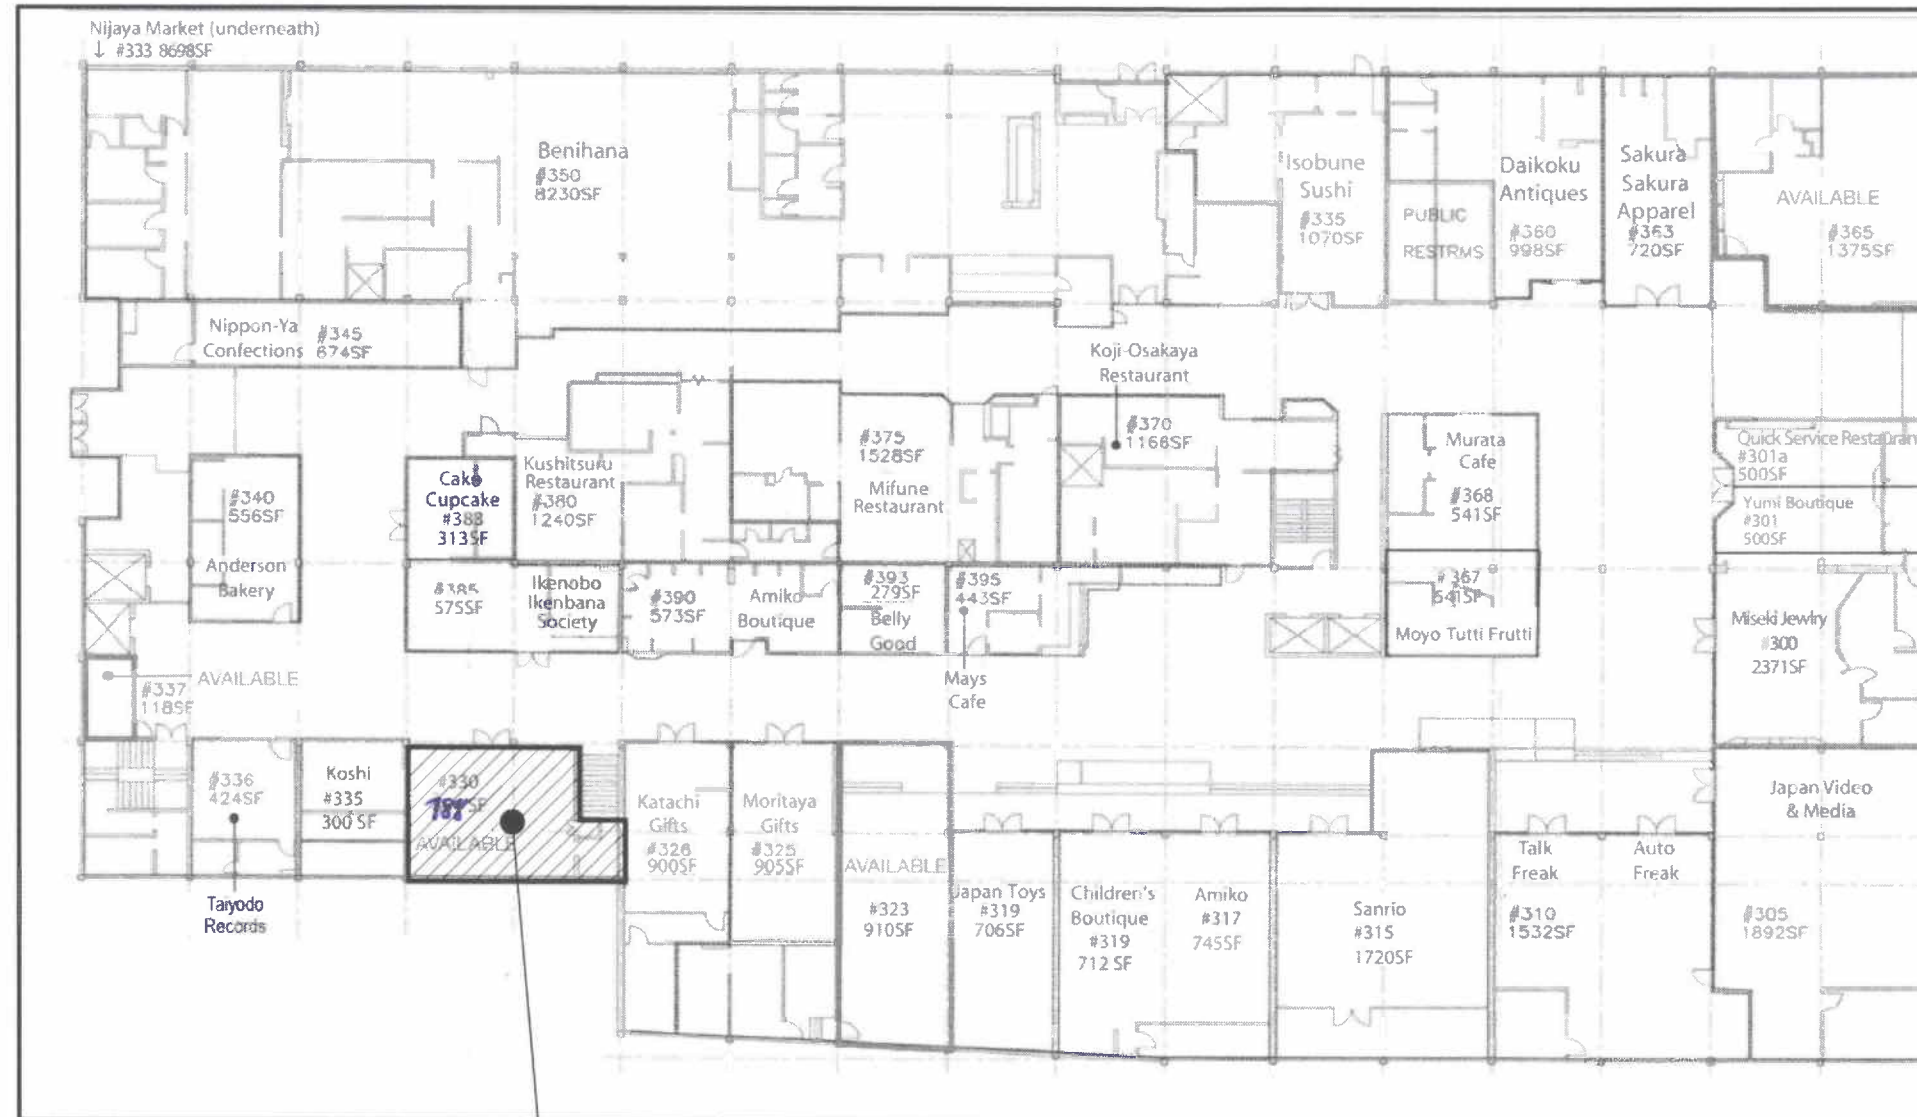 Nijaya Market (underneath)
↓ #333 8698SF
Benihana
#350
8230SF
Isobune
Sushi
#335
1070SF
PUBLIC
RESTRMS
Daikoku
Antiques
#360
998SF
Sakura
Sakura
Apparel
#363
720SF
AVAILABLE
#365
1375SF
Nippon-Ya
Confections
#345
674SF
Koji-Osakaya
Restaurant
#370
1166SF
#340
556SF
Anderson
Bakery
Cake
Cupcake
#383
313SF
Kushitsuru
Restaurant
#380
1240SF
#375
1528SF
Mifune
Restaurant
Murata
Cafe
#368
541SF
Quick Service Restauran
#301a
500SF
Yumi Boutique
#301
500SF
#385
575SF
Ikenobo
Ikenbana
Society
#390
573SF
Amiko
Boutique
#393
279SF
Belly
Good
#395
443SF
Mays
Cafe
#367
541SF
Moyo Tutti Frutti
Miseki Jewlry
#300
2371SF
AVAILABLE
#337
118SF
#336
424SF
Taiyodo
Records
Koshi
#335
300 SF
#330
AVAILABLE
Katachi
Gifts
#326
900SF
Moritaya
Gifts
#325
905SF
AVAILABLE
#323
910SF
Japan Toys
#319
706SF
Children's
Boutique
#319
712 SF
Amiko
#317
745SF
Sanrio
#315
1720SF
Talk
Freak
Auto
Freak
#310
1532SF
Japan Video
& Media
#305
1892SF